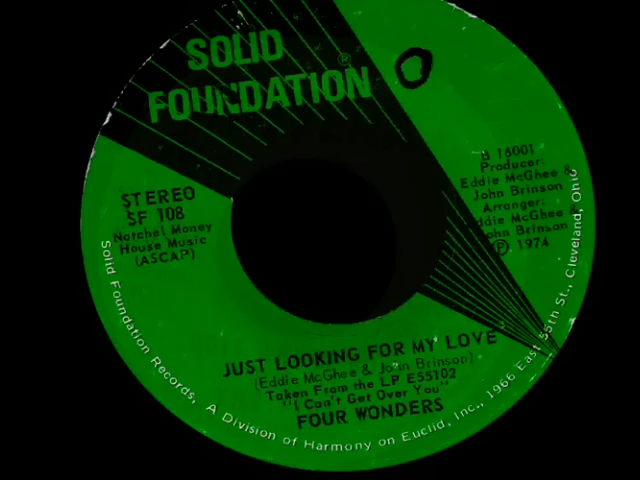 SOLID
FOUNDATION®
STEREO
SF 108
Natchel Money
House Music
(ASCAP)
B 16001
Producer:
Eddie McGhee &
John Brinson
Arranger:
Eddie McGhee &
John Brinson
℗ 1974
JUST LOOKING FOR MY LOVE
(Eddie McGhee & John Brinson)
Taken From the LP ES5102
"I Can't Get Over You"
FOUR WONDERS
Solid Foundation Records, A Division of Harmony on Euclid, Inc., 1966 East 55th St., Cleveland, Ohio